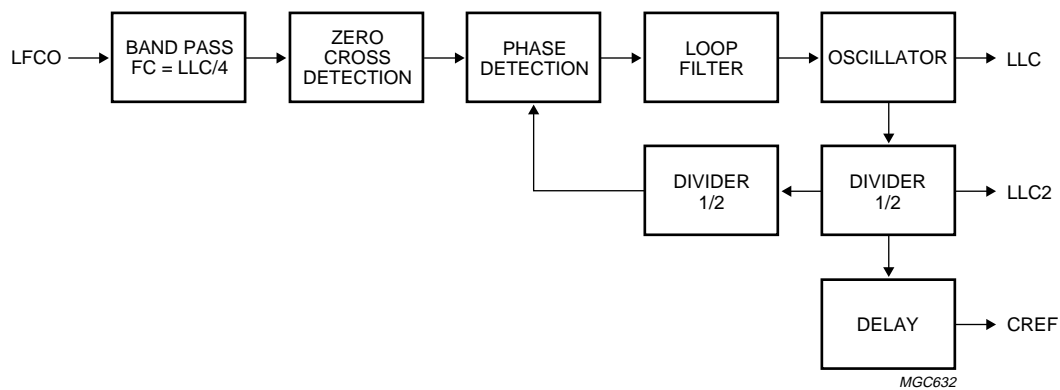 LFCO
BAND PASS
FC = LLC/4
ZERO
CROSS
DETECTION
PHASE
DETECTION
LOOP
FILTER
OSCILLATOR
LLC
DIVIDER
1/2
DIVIDER
1/2
LLC2
DELAY
CREF
MGC632